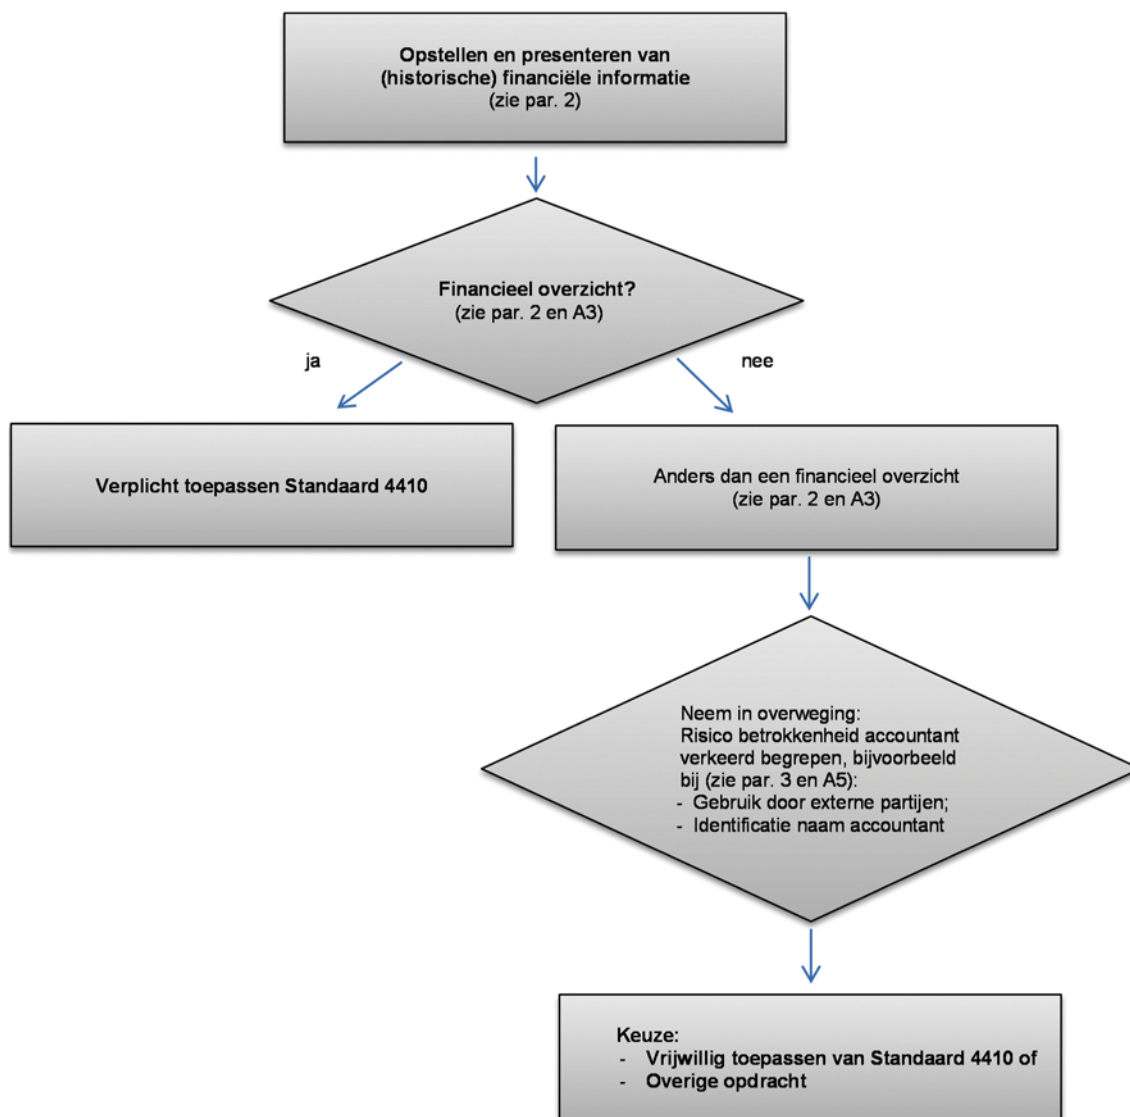 Opstellen en presenteren van
(historische) financiële informatie
(zie par. 2)
Financieel overzicht?
(zie par. 2 en A3)
ja
nee
Verplicht toepassen Standaard 4410
Anders dan een financieel overzicht
(zie par. 2 en A3)
Neem in overweging:
Risico betrokkenheid accountant
verkeerd begrepen, bijvoorbeeld
bij (zie par. 3 en A5):
- Gebruik door externe partijen;
- Identificatie naam accountant
Keuze:
- Vrijwillig toepassen van Standaard 4410 of
- Overige opdracht